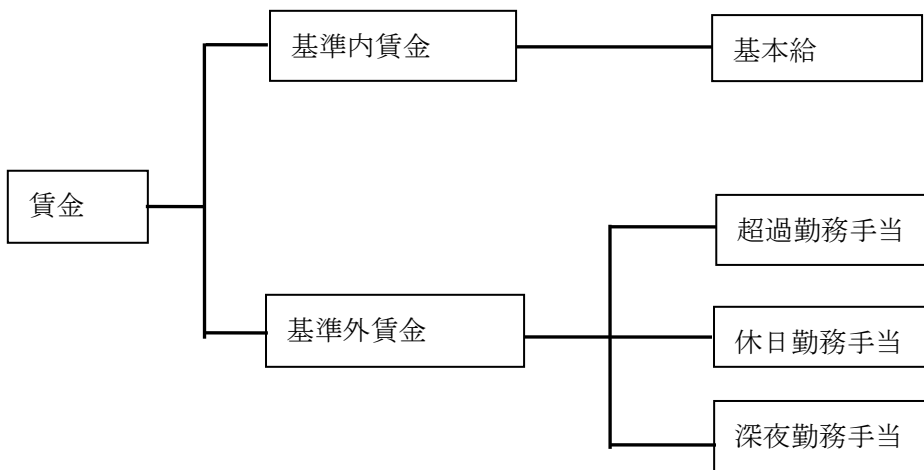 基準内賃金
基本給
賃金
超過勤務手当
基準外賃金
休日勤務手当
深夜勤務手当